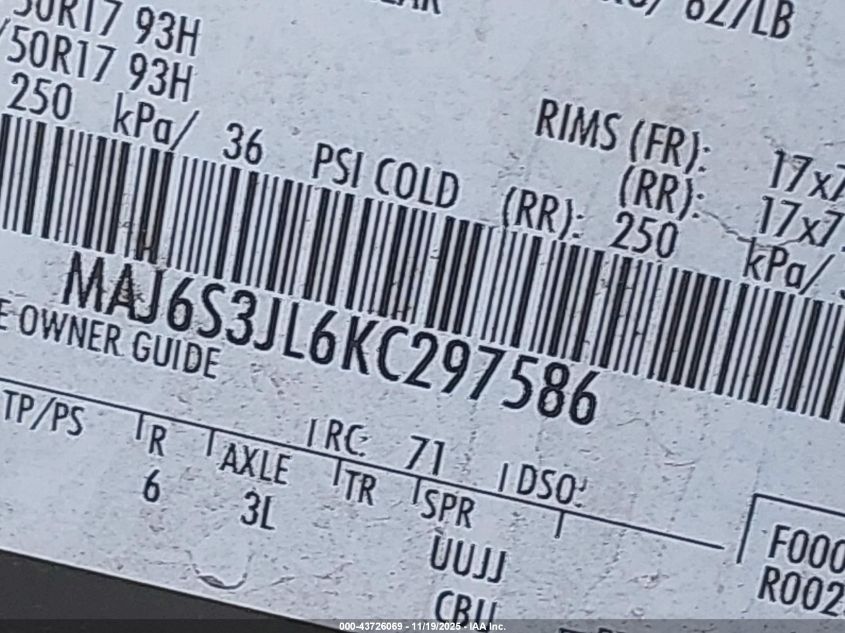 50R17 93H
/50R17 93H
627LB
250 kPa/ 36 PSI COLD
RIMS (FR): 17x7
(RR): 17x7
(RR): 250 kPa/
MAJ6S3JL6KC297586
OWNER GUIDE
TP/PS R AXLE TR SPR
RC: 71 DSO:
6 3L UUJJ
CBU
F000
R002
000-43726069 - 11/19/2025 - IAA Inc.